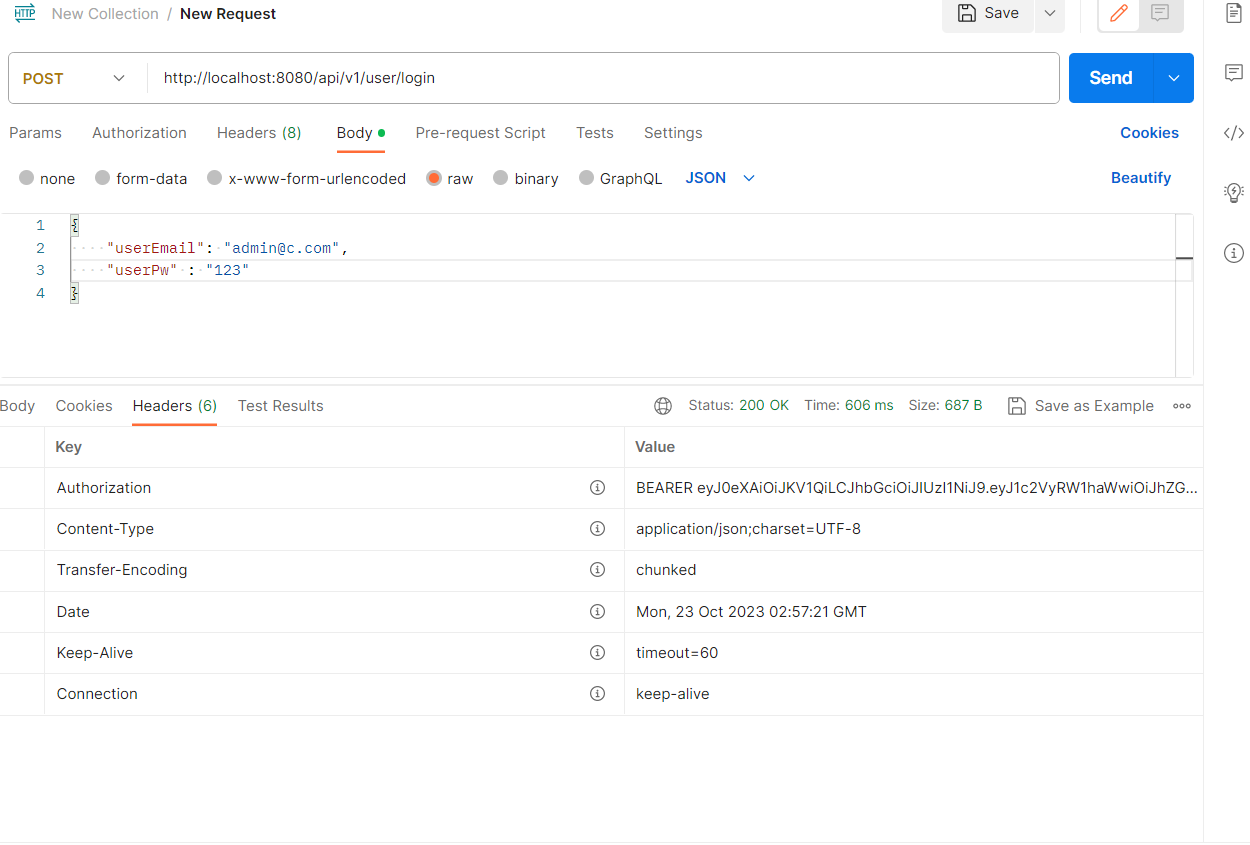 HTTP New Collection / New Request Save
POST http://localhost:8080/api/v1/user/login Send
Params Authorization Headers (8) Body Pre-request Script Tests Settings Cookies
none form-data x-www-form-urlencoded raw binary GraphQL JSON Beautify
1 {
2 "userEmail": "admin@c.com",
3 "userPw" : "123"
4 }
Body Cookies Headers (6) Test Results Status: 200 OK Time: 606 ms Size: 687 B Save as Example
Key Value
Authorization BEARER eyJ0eXAiOiJKV1QiLCJhbGciOiJIUzI1NiJ9.eyJ1c2VyRW1haWwiOiJhZG...
Content-Type application/json;charset=UTF-8
Transfer-Encoding chunked
Date Mon, 23 Oct 2023 02:57:21 GMT
Keep-Alive timeout=60
Connection keep-alive